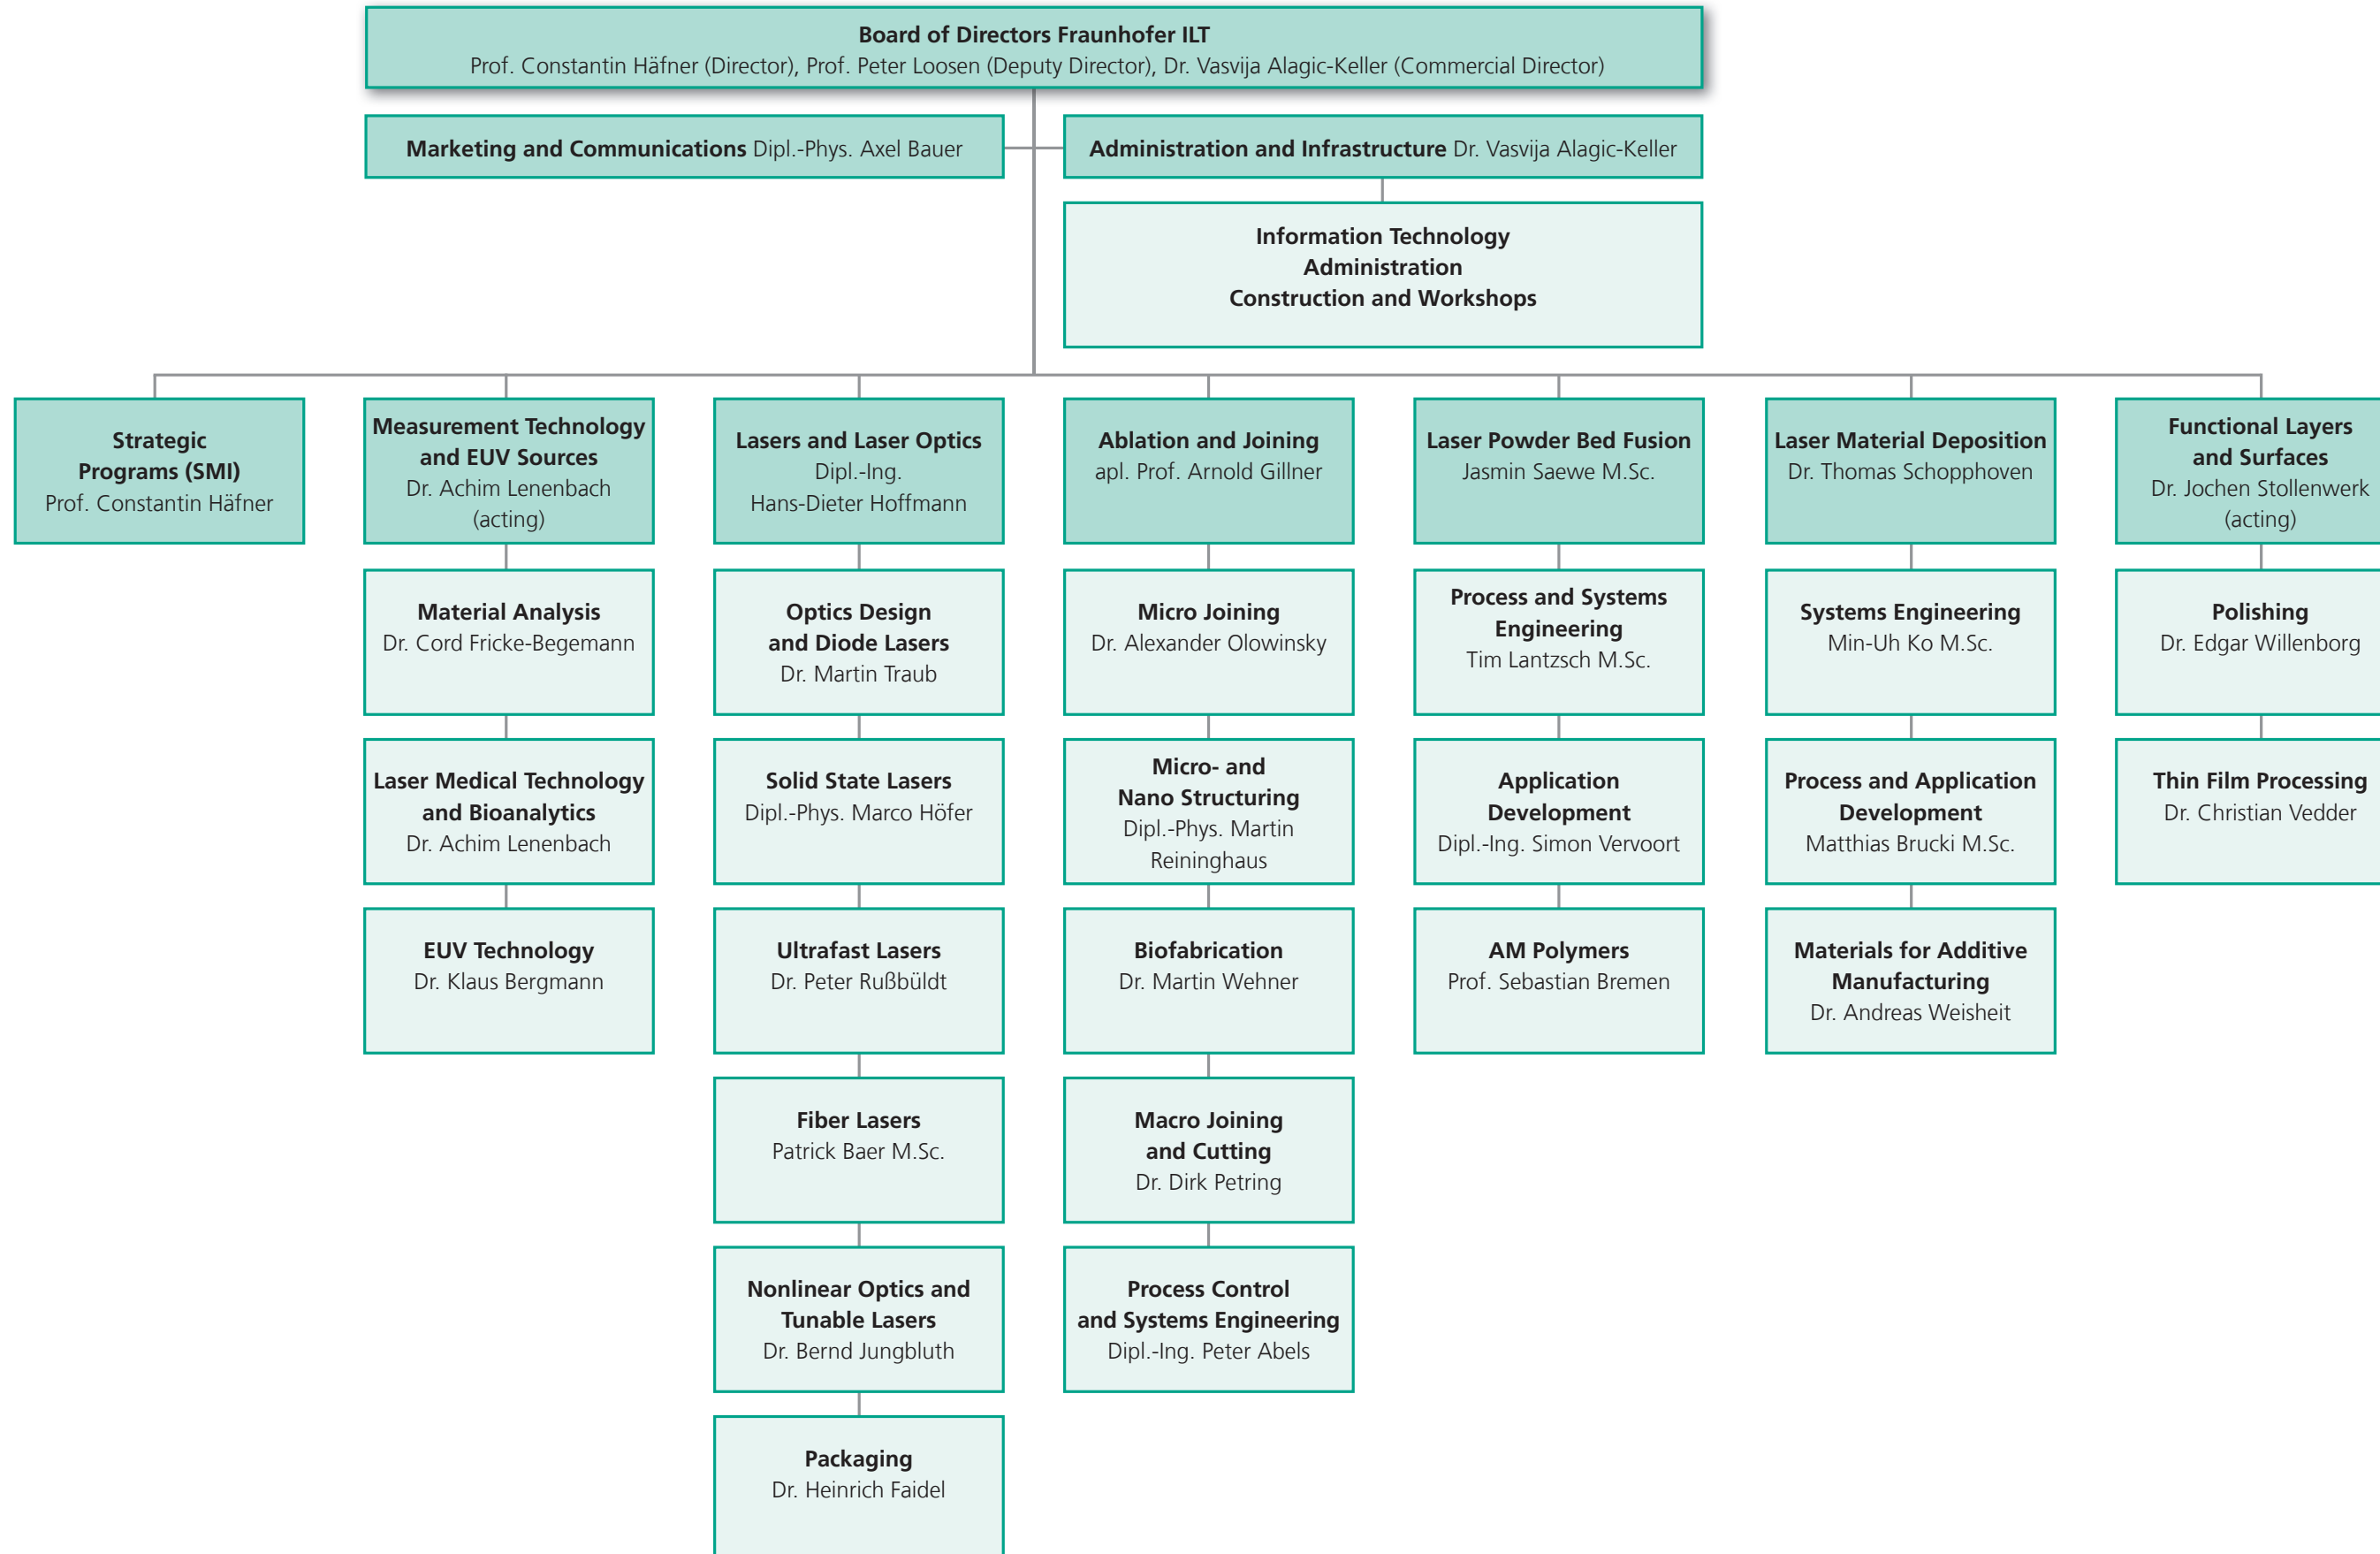 Board of Directors Fraunhofer ILT
Prof. Constantin Häfner (Director), Prof. Peter Loosen (Deputy Director), Dr. Vasvija Alagic-Keller (Commercial Director)
Marketing and Communications Dipl.-Phys. Axel Bauer
Administration and Infrastructure Dr. Vasvija Alagic-Keller
Information Technology
Administration
Construction and Workshops
Strategic
Programs (SMI)
Prof. Constantin Häfner
Measurement Technology
and EUV Sources
Dr. Achim Lenenbach
(acting)
Material Analysis
Dr. Cord Fricke-Begemann
Laser Medical Technology
and Bioanalytics
Dr. Achim Lenenbach
EUV Technology
Dr. Klaus Bergmann
Lasers and Laser Optics
Dipl.-Ing.
Hans-Dieter Hoffmann
Optics Design
and Diode Lasers
Dr. Martin Traub
Solid State Lasers
Dipl.-Phys. Marco Höfer
Ultrafast Lasers
Dr. Peter Rußbüldt
Fiber Lasers
Patrick Baer M.Sc.
Nonlinear Optics and
Tunable Lasers
Dr. Bernd Jungbluth
Packaging
Dr. Heinrich Faidel
Ablation and Joining
apl. Prof. Arnold Gillner
Micro Joining
Dr. Alexander Olowinsky
Micro- and
Nano Structuring
Dipl.-Phys. Martin
Reininghaus
Biofabrication
Dr. Martin Wehner
Macro Joining
and Cutting
Dr. Dirk Petring
Process Control
and Systems Engineering
Dipl.-Ing. Peter Abels
Laser Powder Bed Fusion
Jasmin Saewe M.Sc.
Process and Systems
Engineering
Tim Lantzsch M.Sc.
Application
Development
Dipl.-Ing. Simon Vervoort
AM Polymers
Prof. Sebastian Bremen
Laser Material Deposition
Dr. Thomas Schopphoven
Systems Engineering
Min-Uh Ko M.Sc.
Process and Application
Development
Matthias Brucki M.Sc.
Materials for Additive
Manufacturing
Dr. Andreas Weisheit
Functional Layers
and Surfaces
Dr. Jochen Stollenwerk
(acting)
Polishing
Dr. Edgar Willenborg
Thin Film Processing
Dr. Christian Vedder